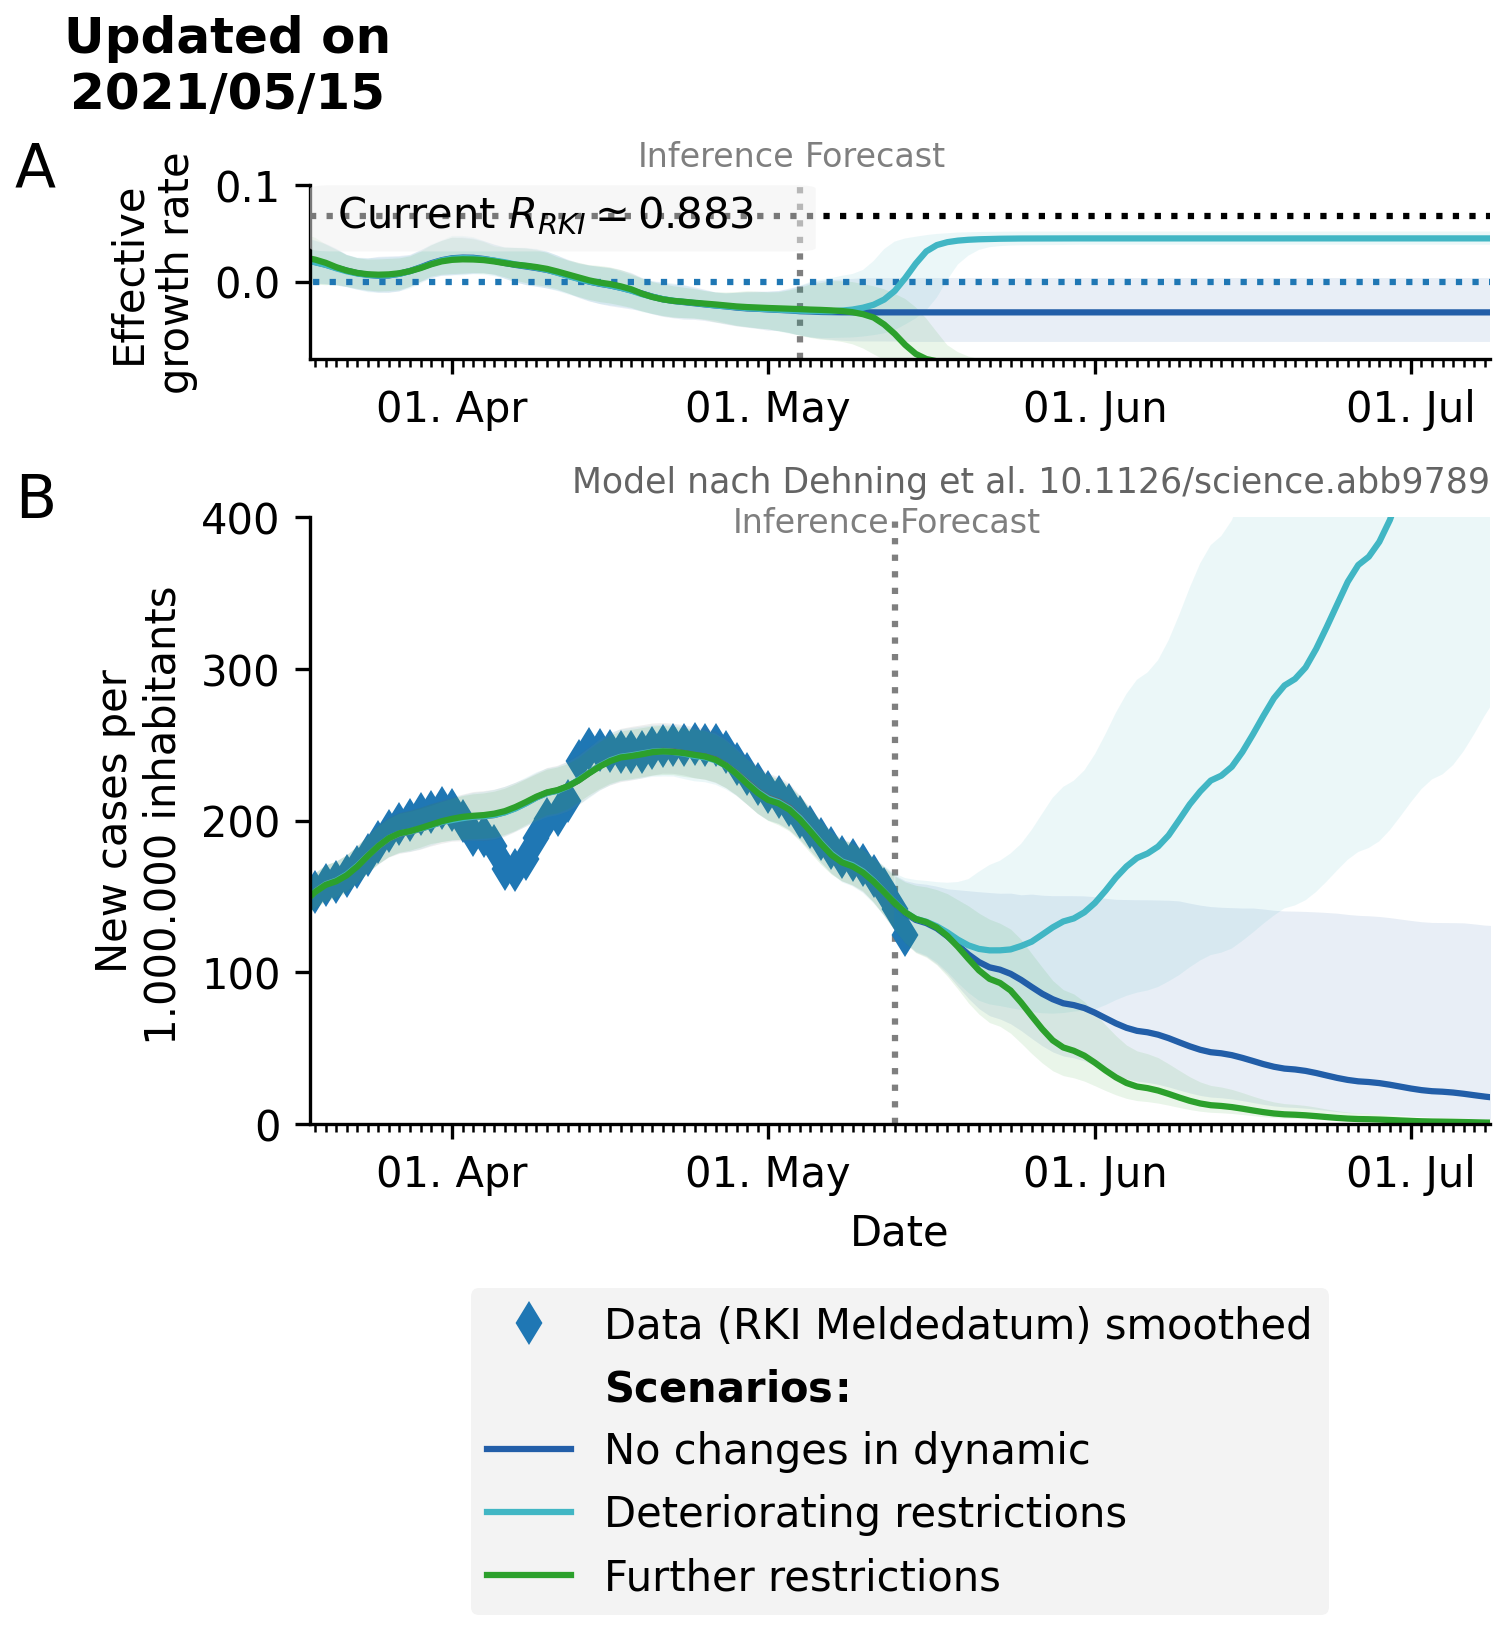 Updated on
2021/05/15
A
Inference Forecast
Effective
growth rate
0.1
0.0
Current R_RKI ≃ 0.883
01. Apr 01. May 01. Jun 01. Jul
B
Model nach Dehning et al. 10.1126/science.abb9789
Inference Forecast
New cases per
1.000.000 inhabitants
400
300
200
100
0
01. Apr 01. May 01. Jun 01. Jul
Date
Data (RKI Meldedatum) smoothed
Scenarios:
No changes in dynamic
Deteriorating restrictions
Further restrictions